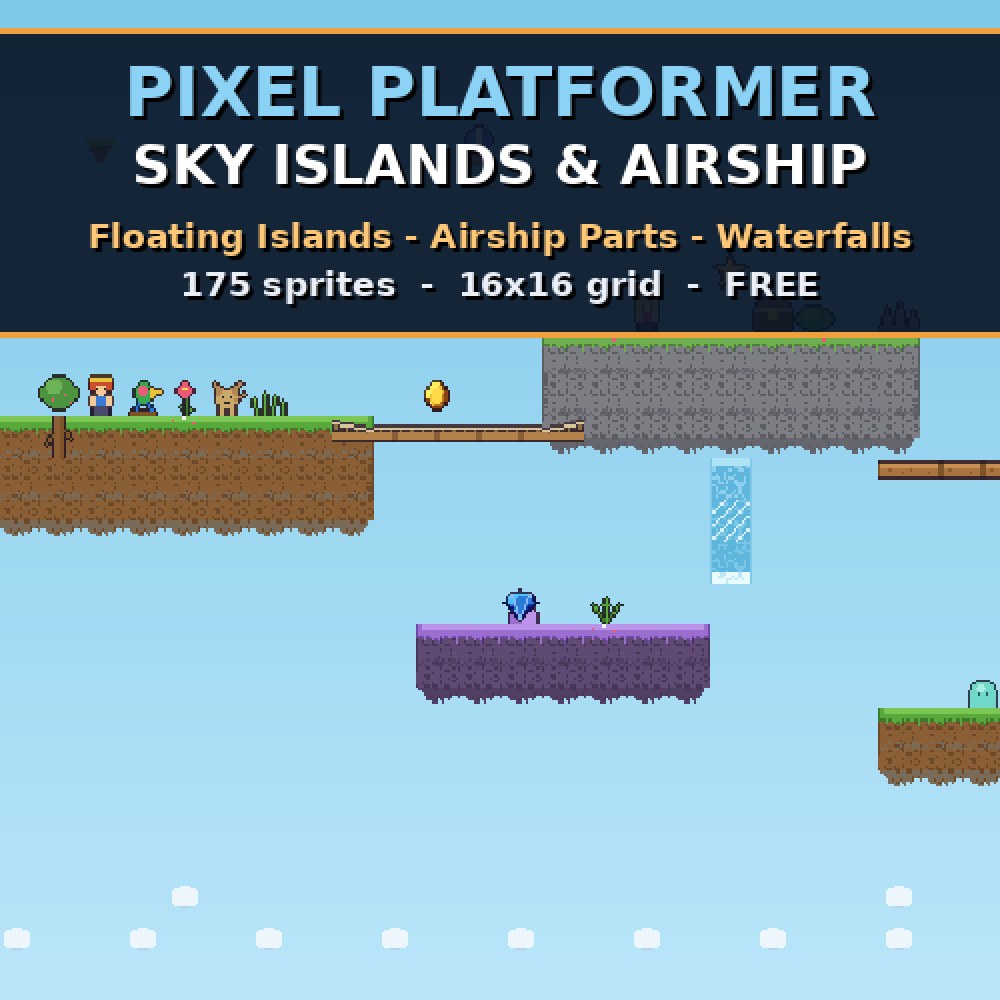 PIXEL PLATFORMER
SKY ISLANDS & AIRSHIP
Floating Islands - Airship Parts - Waterfalls
175 sprites - 16x16 grid - FREE